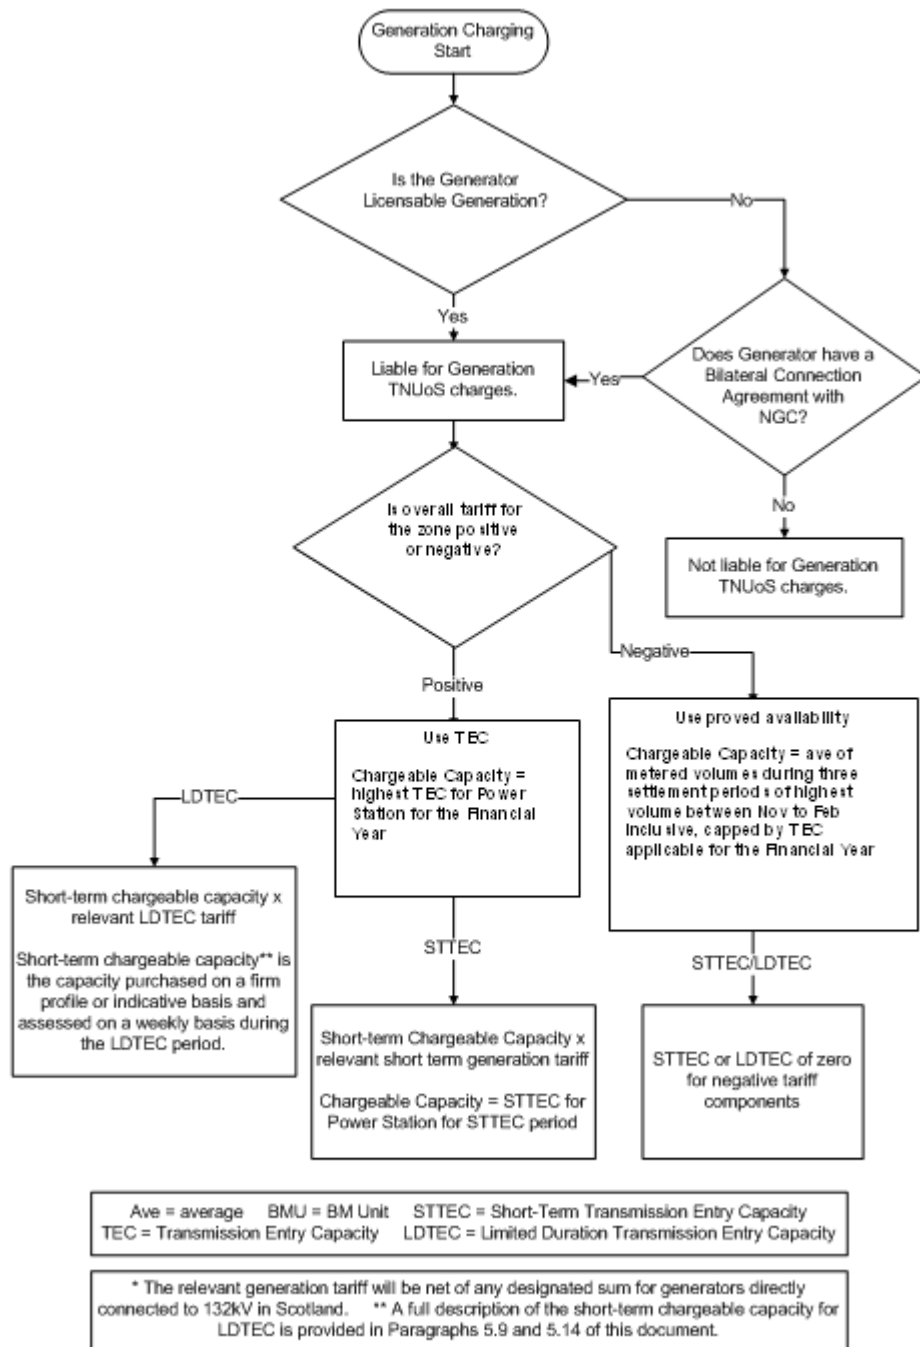 Generation Charging
Start
Is the Generator
Licensable Generation?
No
Yes
Does Generator have a
Bilateral Connection
Agreement with
NGC?
Liable for Generation
TNUoS charges.
Yes
No
Is overall tariff for
the zone positive
or negative?
Not liable for Generation
TNUoS charges.
Negative
Positive
Use TEC
Chargeable Capacity =
highest TEC for Power
Station for the Financial
Year
Use proved availability
Chargeable Capacity = ave of
metered volumes during three
settlement periods of highest
volume between Nov to Feb
inclusive, capped by TEC
applicable for the Financial Year
LDTEC
Short-term chargeable capacity x
relevant LDTEC tariff
Short-term chargeable capacity** is
the capacity purchased on a firm
profile or indicative basis and
assessed on a weekly basis during
the LDTEC period.
STTEC
STTEC/LDTEC
Short-term Chargeable Capacity x
relevant short term generation tariff
Chargeable Capacity = STTEC for
Power Station for STTEC period
STTEC or LDTEC of zero
for negative tariff
components
Ave = average BMU = BM Unit STTEC = Short-Term Transmission Entry Capacity
TEC = Transmission Entry Capacity LDTEC = Limited Duration Transmission Entry Capacity
* The relevant generation tariff will be net of any designated sum for generators directly
connected to 132kV in Scotland. ** A full description of the short-term chargeable capacity for
LDTEC is provided in Paragraphs 5.9 and 5.14 of this document.